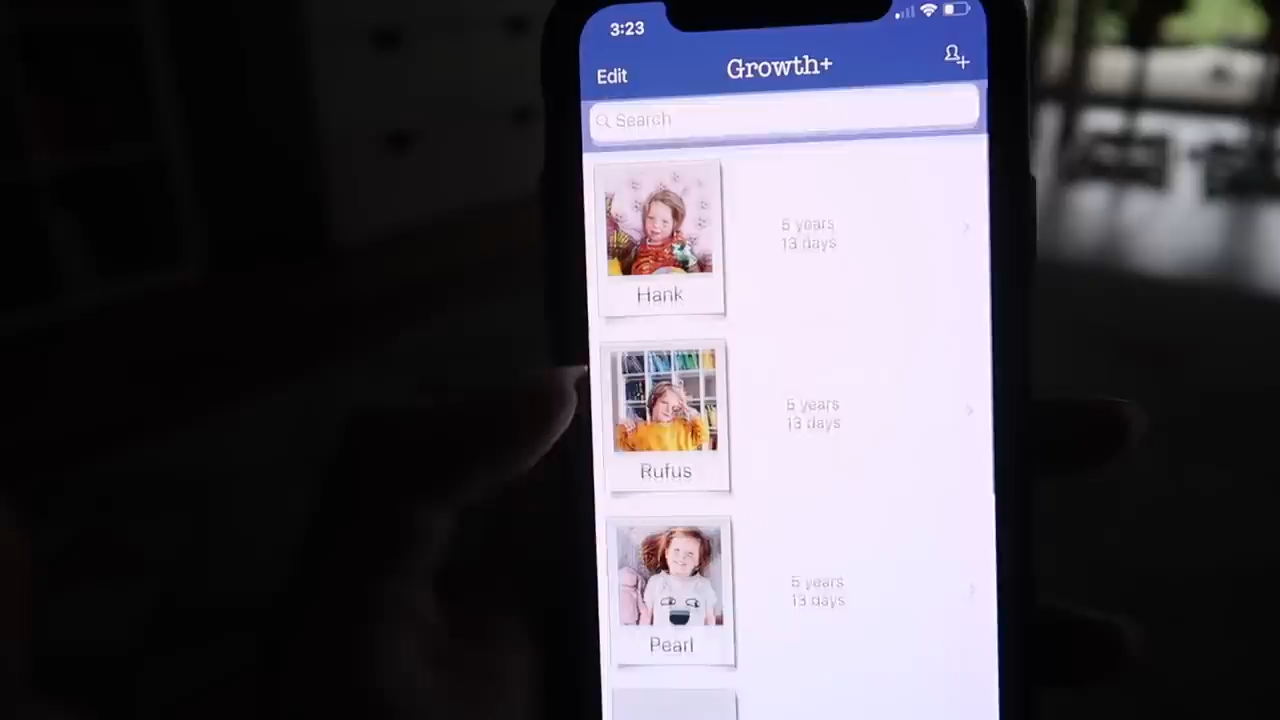 3:23
Edit
Growth+
Search
5 years
13 days
Hank
5 years
13 days
Rufus
5 years
13 days
Pearl